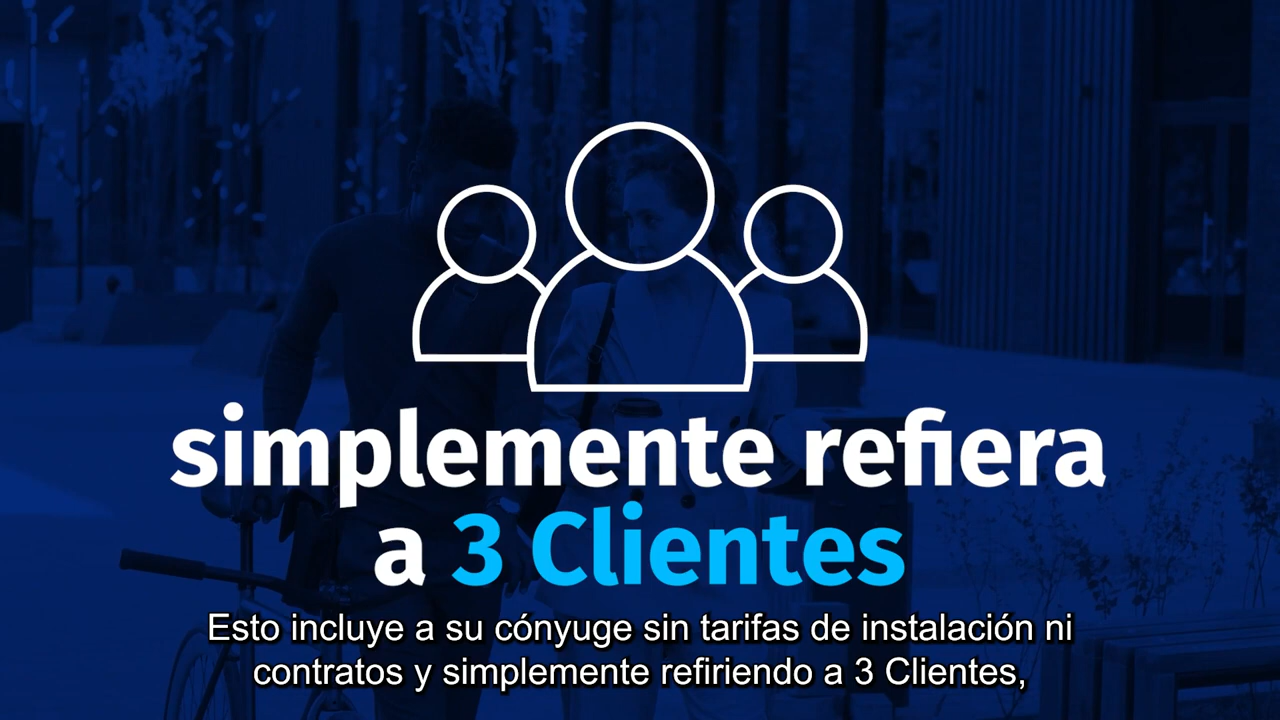 simplemente refiera
a 3 Clientes
Esto incluye a su cónyuge sin tarifas de instalación ni
contratos y simplemente refiriendo a 3 Clientes,